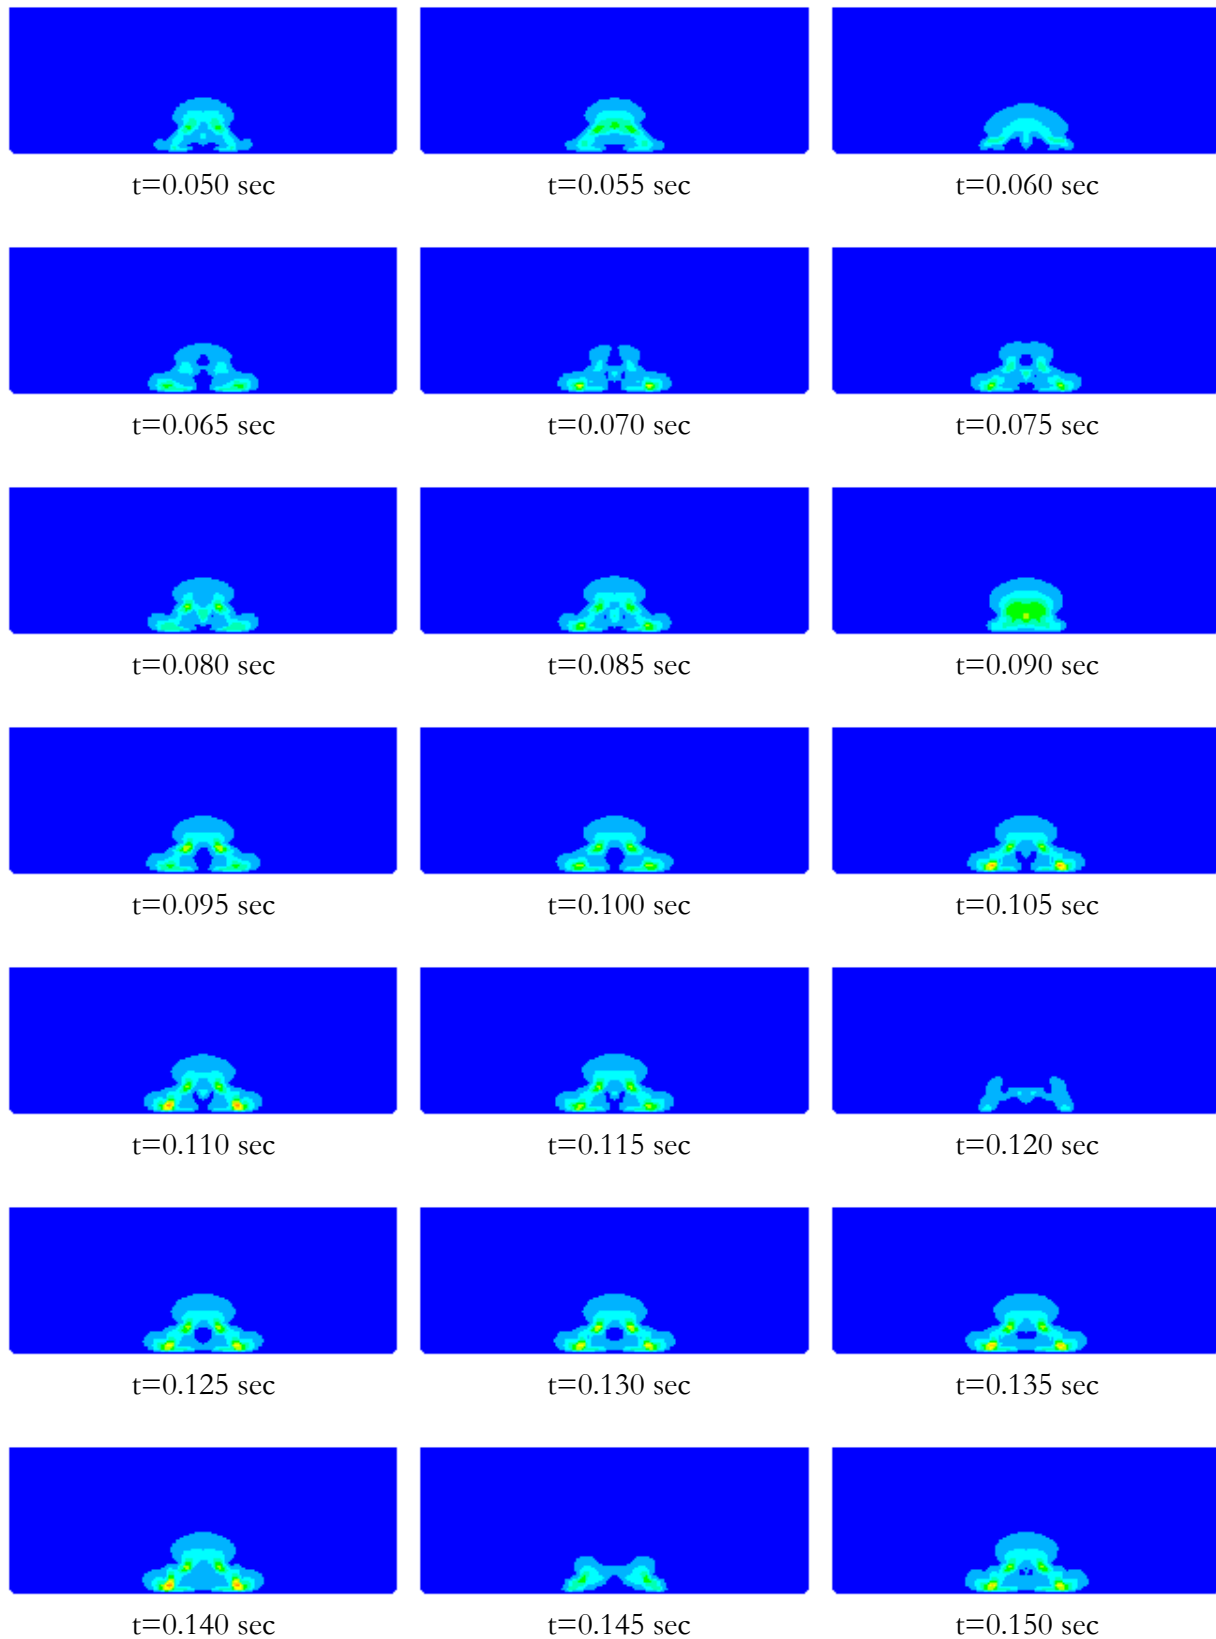 t=0.050 sec
t=0.055 sec
t=0.060 sec
t=0.065 sec
t=0.070 sec
t=0.075 sec
t=0.080 sec
t=0.085 sec
t=0.090 sec
t=0.095 sec
t=0.100 sec
t=0.105 sec
t=0.110 sec
t=0.115 sec
t=0.120 sec
t=0.125 sec
t=0.130 sec
t=0.135 sec
t=0.140 sec
t=0.145 sec
t=0.150 sec